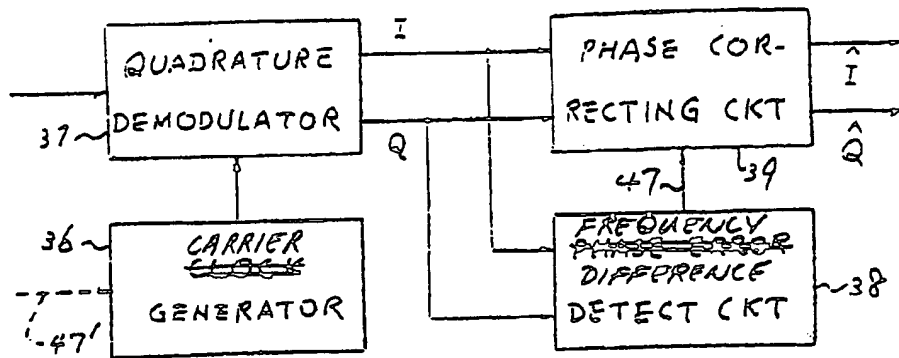 I
QUADRATURE
DEMODULATOR
37
Q
PHASE COR-
RECTING CKT
Î
Q̂
47
39
36
CARRIER
CLOCK
GENERATOR
47'
FREQUENCY
PHASE ERROR
DIFFERENCE
DETECT CKT
38